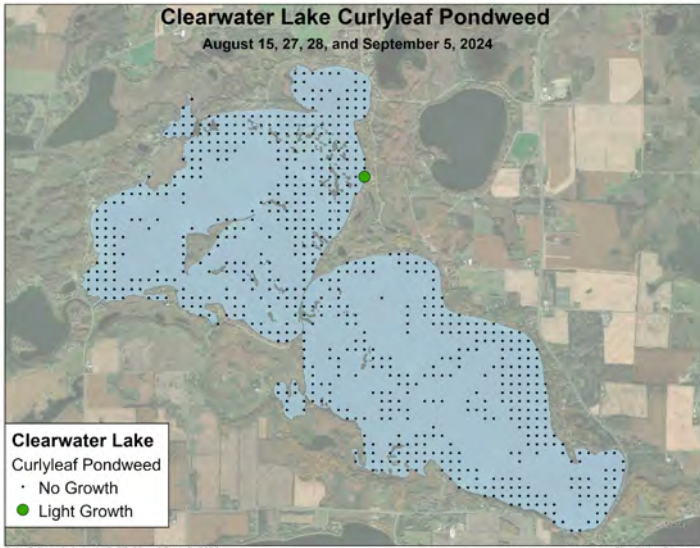 Clearwater Lake Curlyleaf Pondweed
August 15, 27, 28, and September 5, 2024
Clearwater Lake
Curlyleaf Pondweed
No Growth
Light Growth